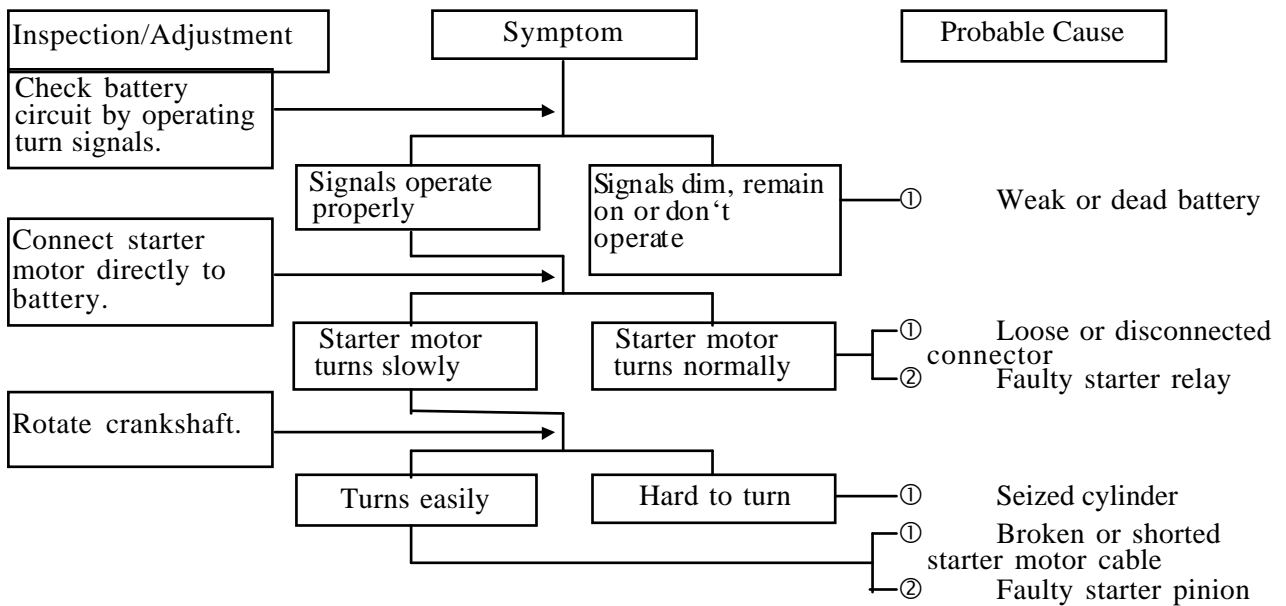 Inspection/Adjustment
Symptom
Probable Cause
Check battery
circuit by operating
turn signals.
Signals operate
properly
Signals dim, remain
on or don‘t
operate
① Weak or dead battery
Connect starter
motor directly to
battery.
Starter motor
turns slowly
Starter motor
turns normally
① Loose or disconnected
connector
② Faulty starter relay
Rotate crankshaft.
Turns easily
Hard to turn
① Seized cylinder
① Broken or shorted
starter motor cable
② Faulty starter pinion